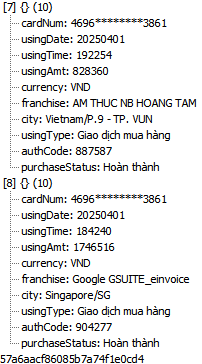 [7] {} (10)
cardNum: 4696********3861
usingDate: 20250401
usingTime: 192254
usingAmt: 828360
currency: VND
franchise: AM THUC NB HOANG TAM
city: Vietnam/P.9 - TP. VUN
usingType: Giao dịch mua hàng
authCode: 887587
purchaseStatus: Hoàn thành
[8] {} (10)
cardNum: 4696********3861
usingDate: 20250401
usingTime: 184240
usingAmt: 1746516
currency: VND
franchise: Google GSUITE_einvoice
city: Singapore/SG
usingType: Giao dịch mua hàng
authCode: 904277
purchaseStatus: Hoàn thành
57a6aacf86085b7a74f1e0cd4